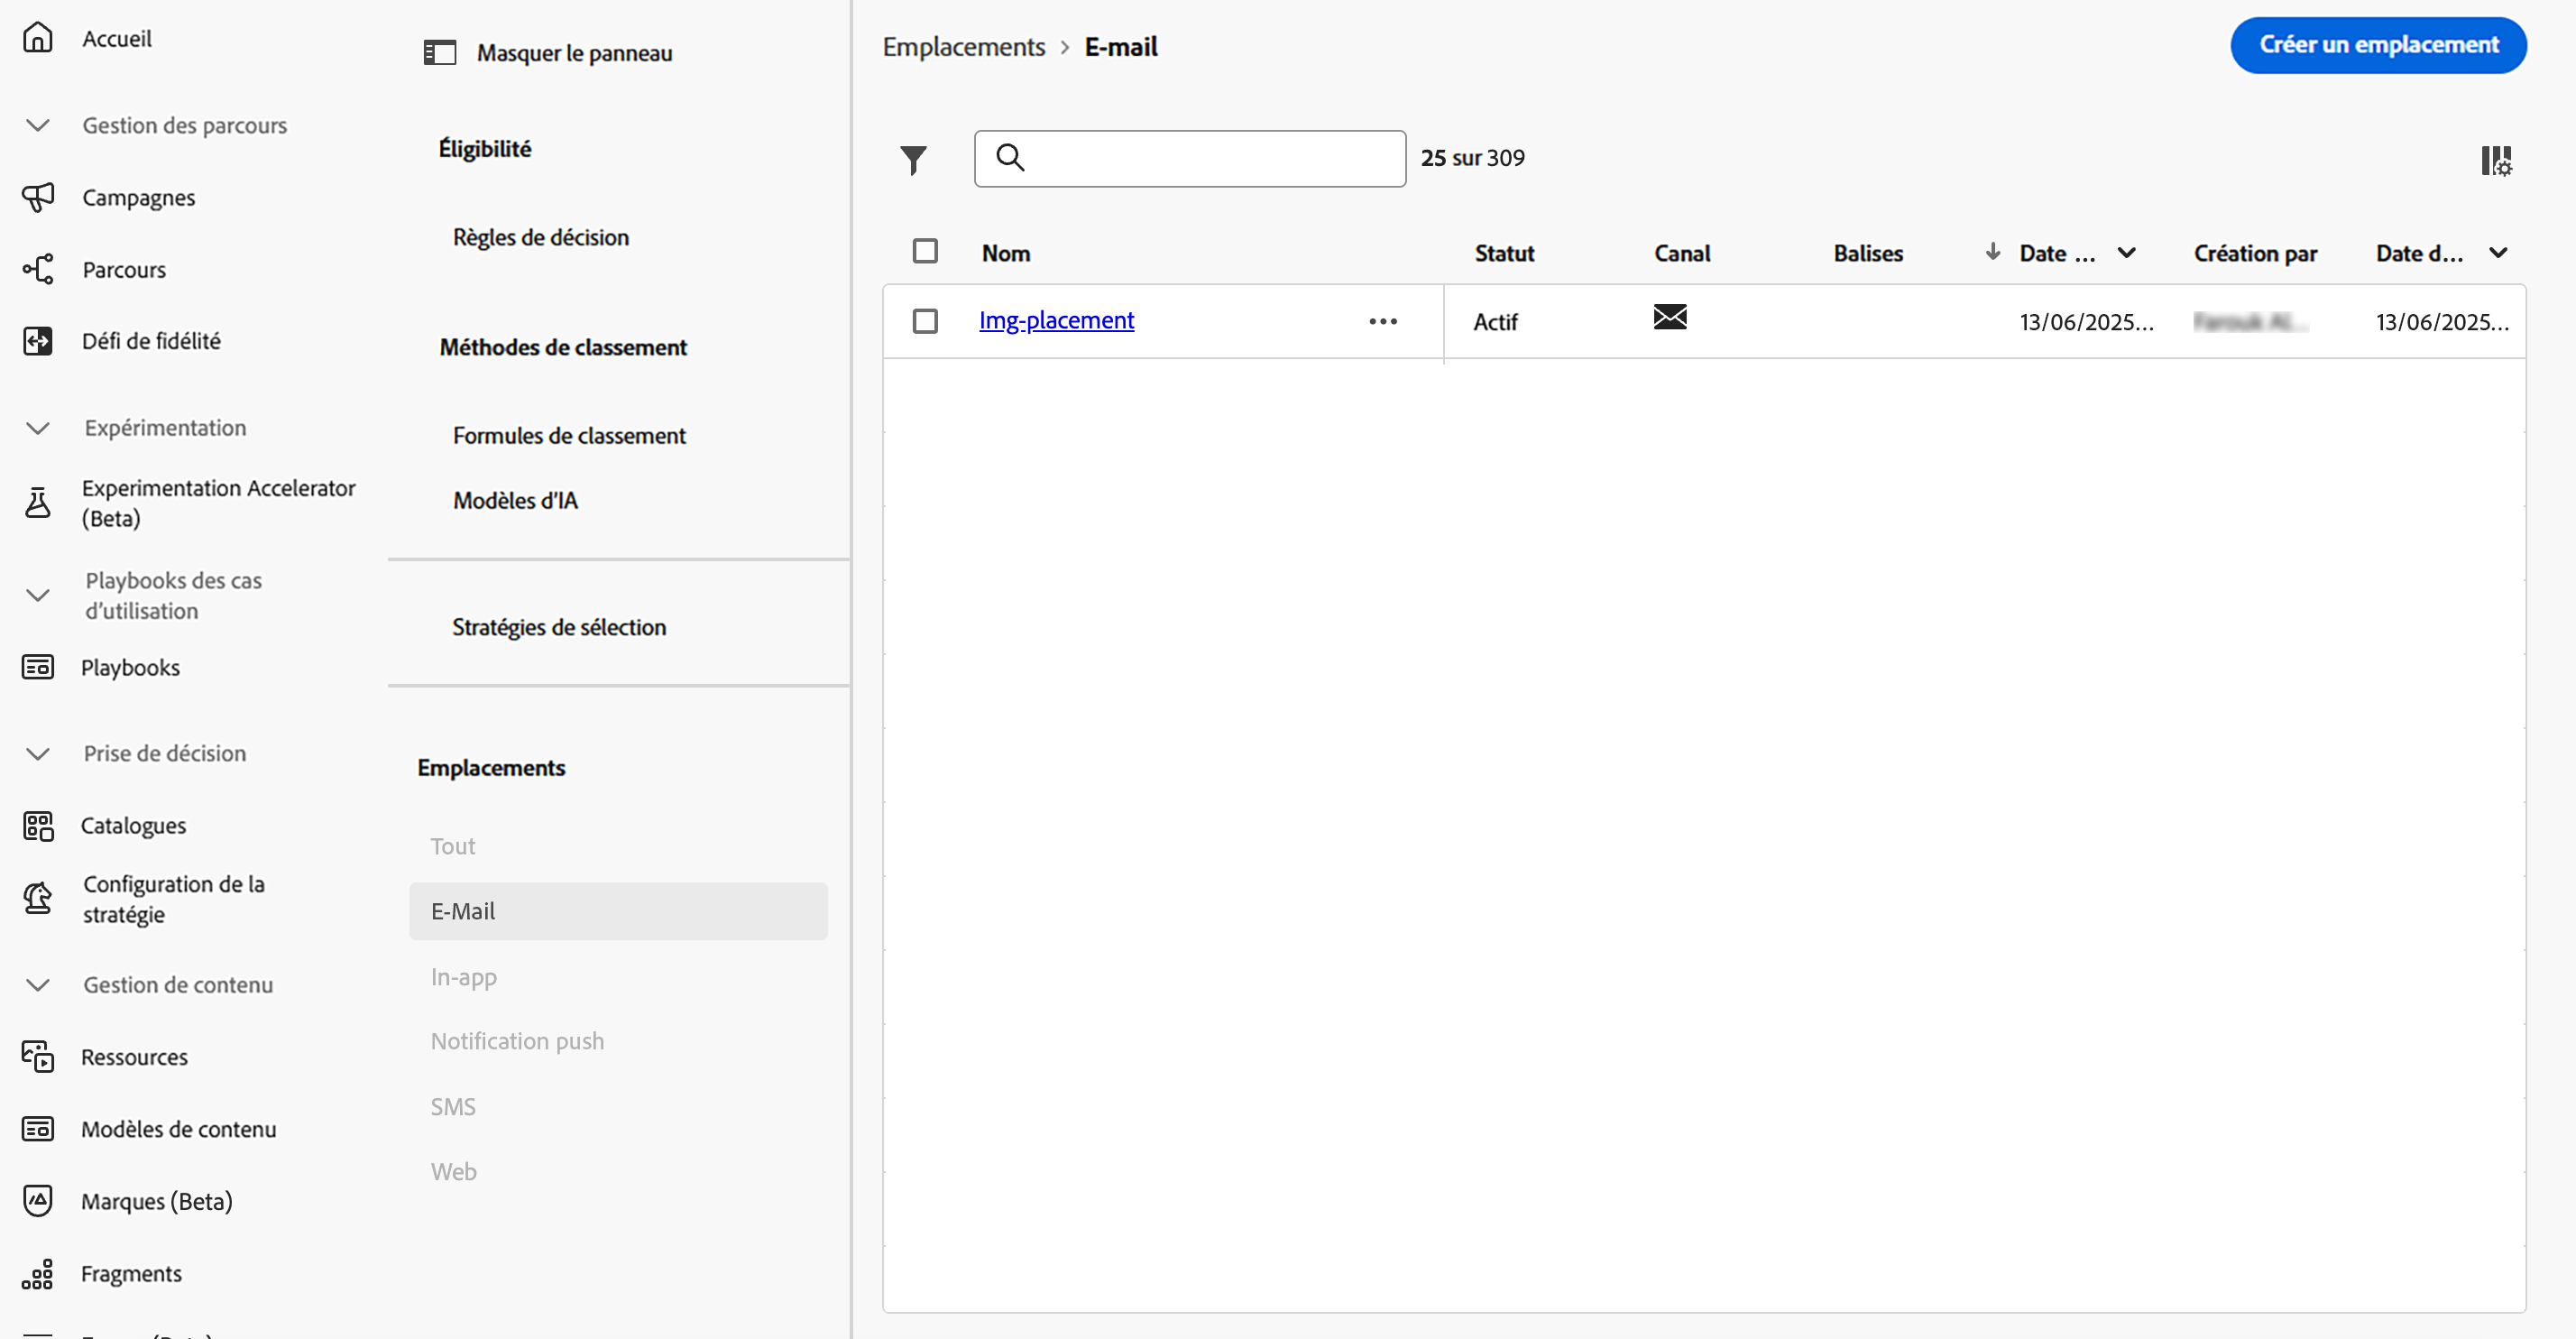 Accueil
Gestion des parcours
Campagnes
Parcours
Défi de fidélité
Expérimentation
Experimentation Accelerator
(Beta)
Playbooks des cas
d’utilisation
Playbooks
Prise de décision
Catalogues
Configuration de la
stratégie
Gestion de contenu
Ressources
Modèles de contenu
Marques (Beta)
Fragments
Masquer le panneau
Éligibilité
Règles de décision
Méthodes de classement
Formules de classement
Modèles d’IA
Stratégies de sélection
Emplacements
Tout
E-Mail
In-app
Notification push
SMS
Web
Emplacements > E-mail
Créer un emplacement
25 sur 309
Nom Statut Canal Balises Date ... Création par Date d...
Img-placement ... Actif 13/06/2025... 13/06/2025...